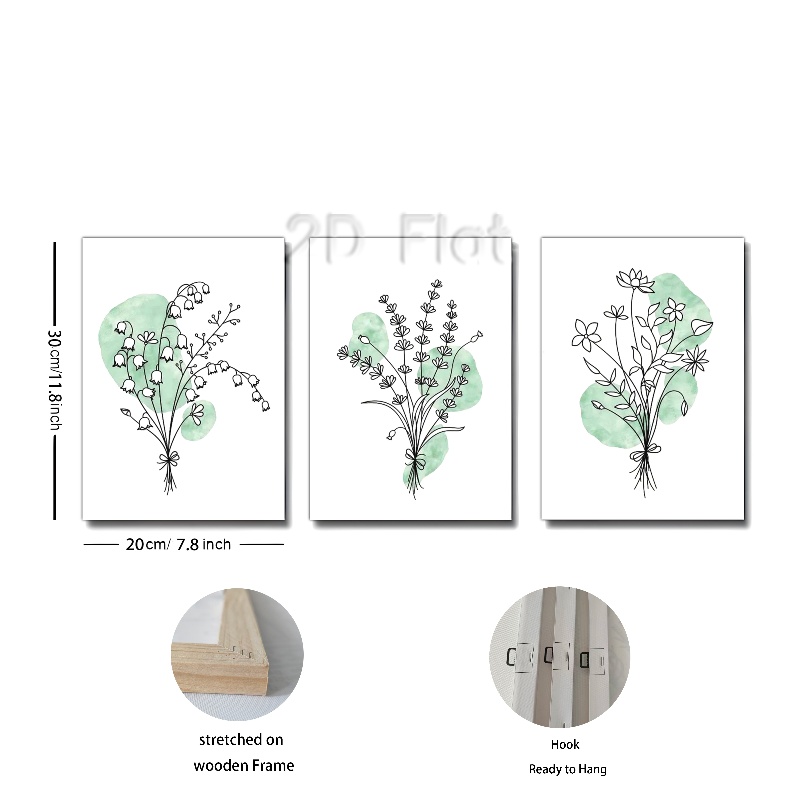 2D Flat
30cm/11.8inch
20cm/ 7.8 inch
stretched on
wooden Frame
Hook
Ready to Hang